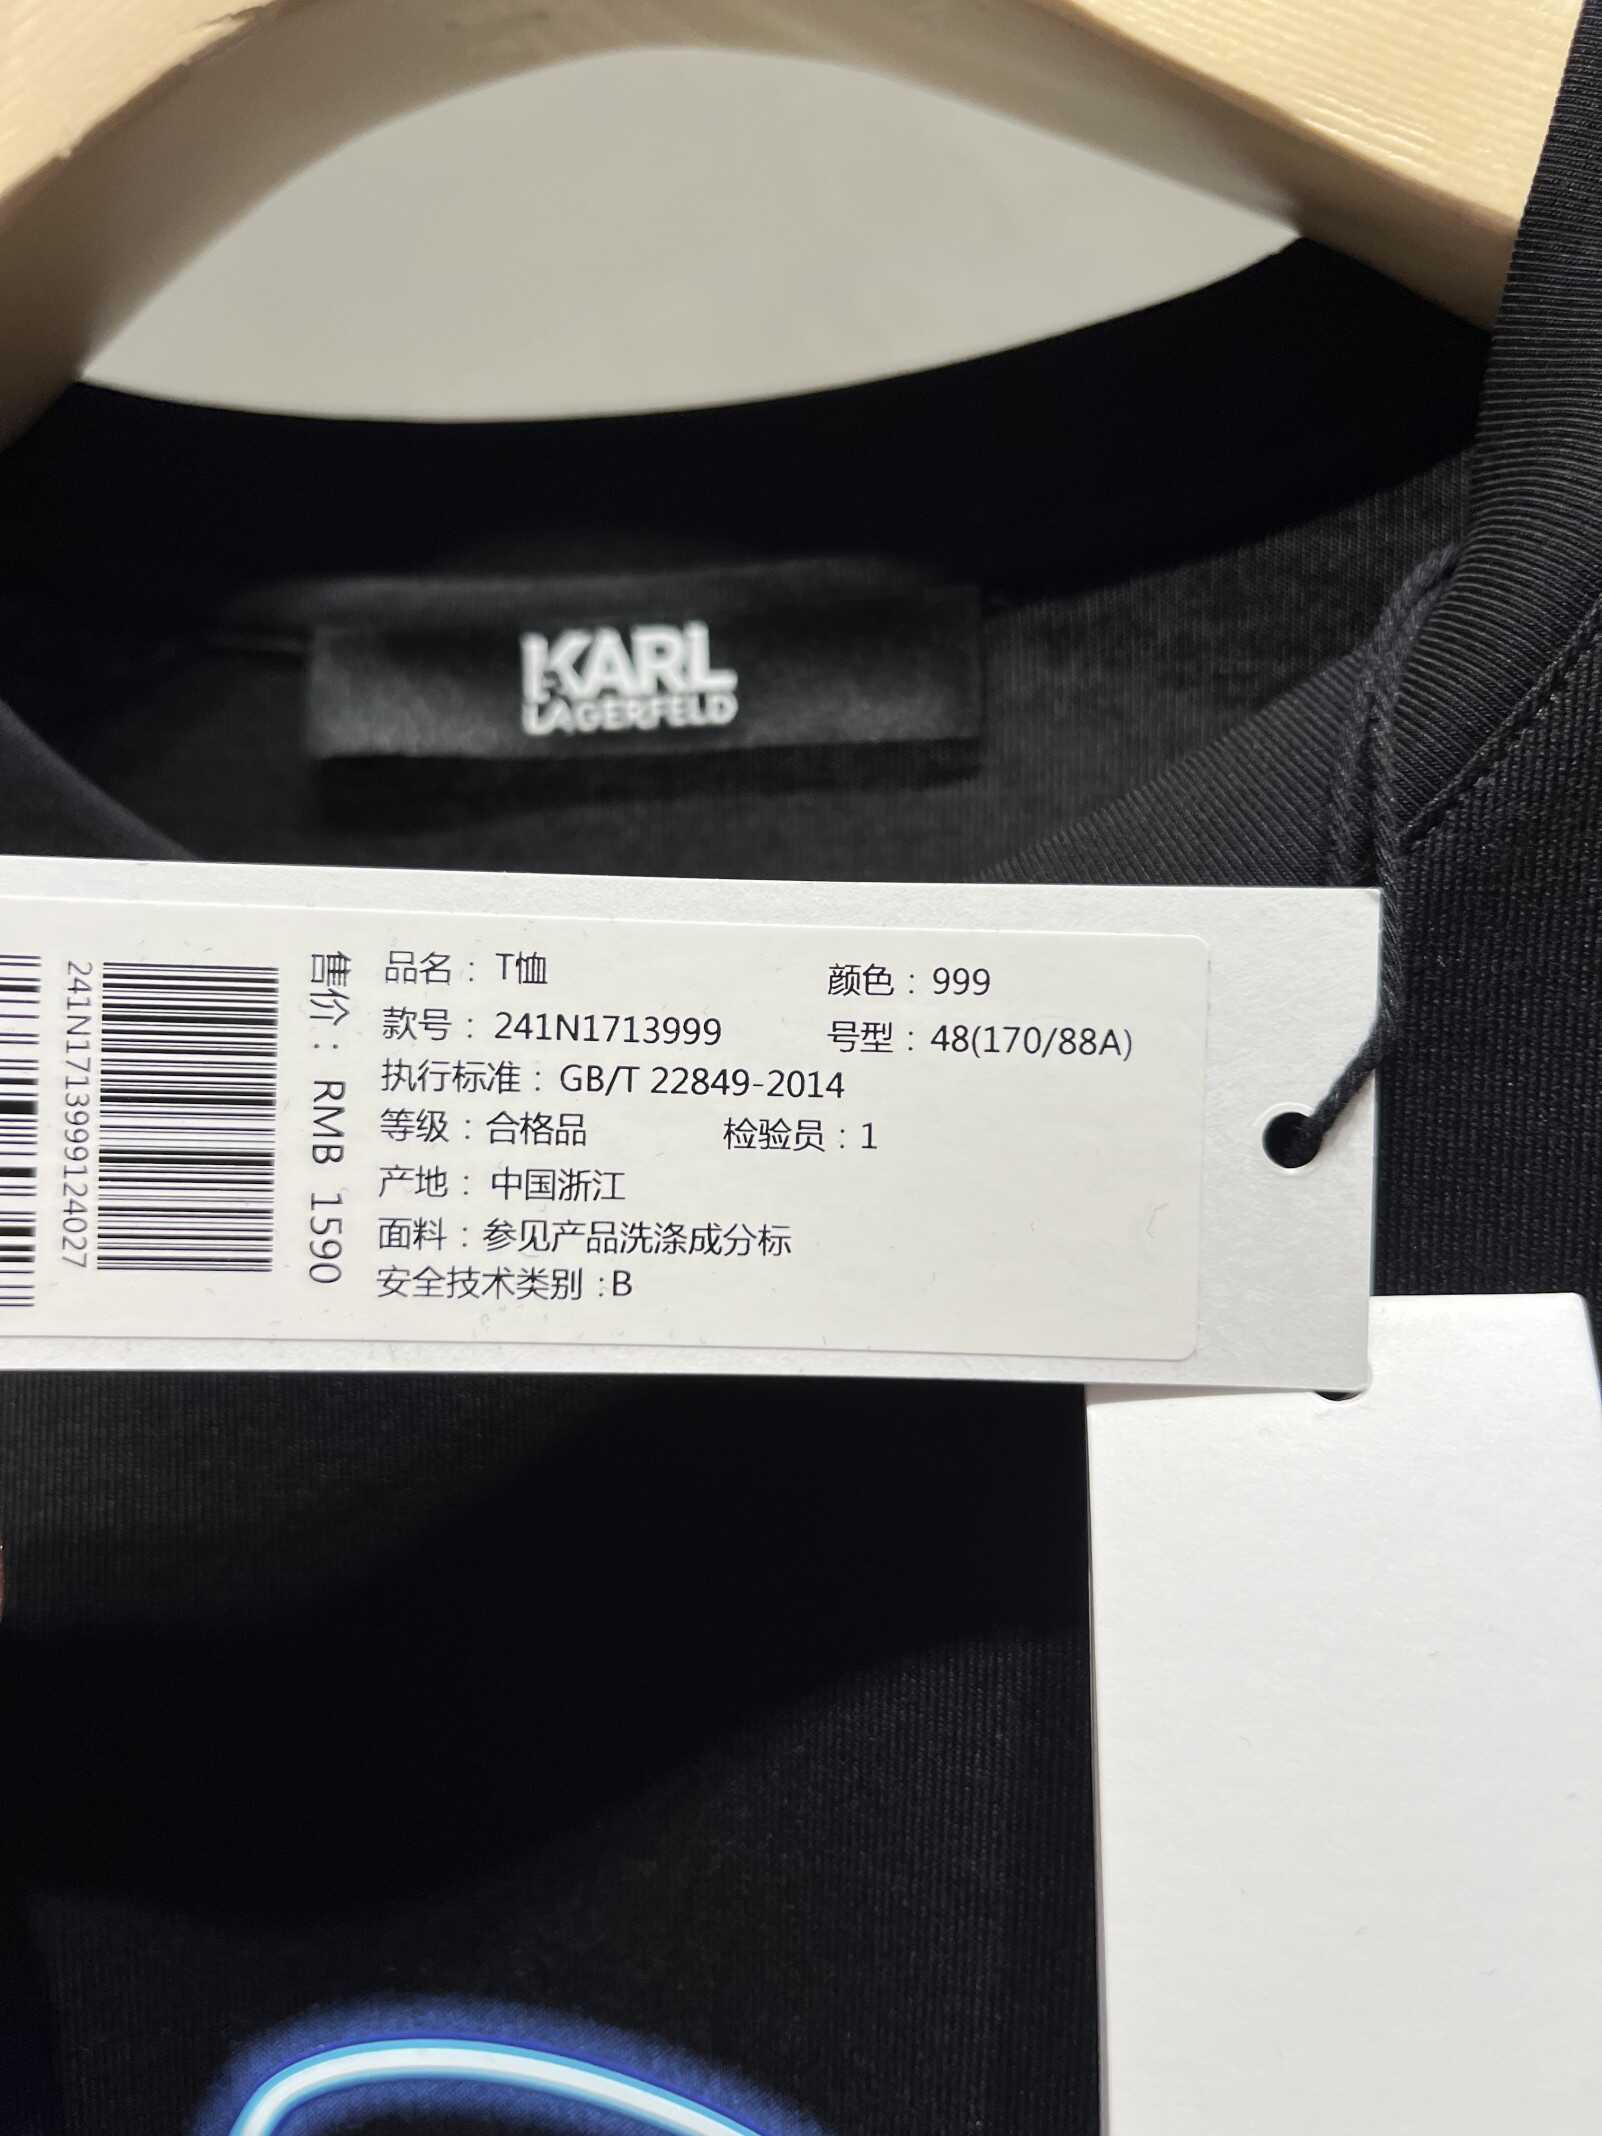 KARL
LAGERFELD
品名： T恤
颜色： 999
款号： 241N1713999
号型： 48(170/88A)
执行标准： GB/T 22849-2014
等级：合格品
检验员：1
产地： 中国浙江
面料：参见产品洗涤成分标
安全技术类别 :B
售价： RMB 1590
241N1713999124027